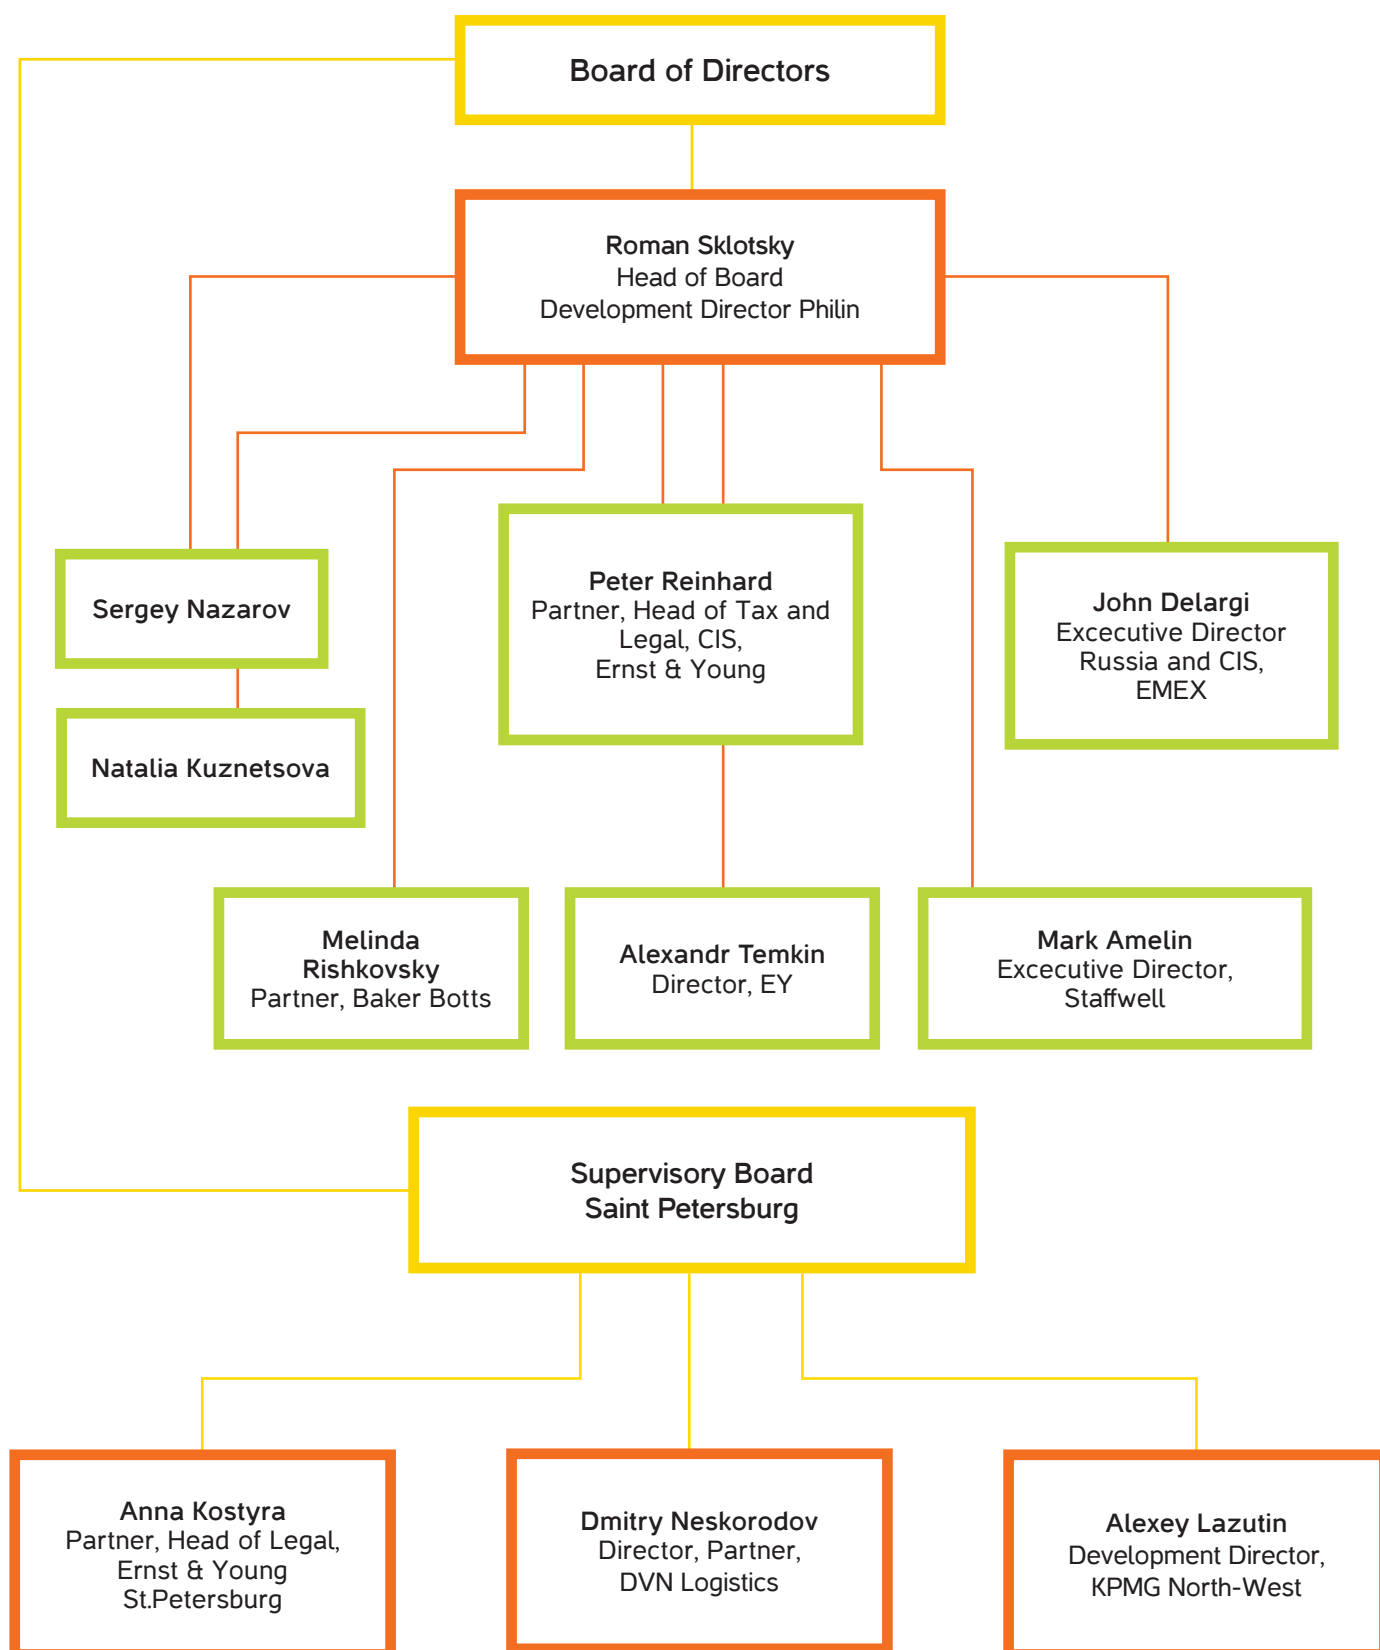 Board of Directors
Roman Sklotsky
Head of Board
Development Director Philin
Sergey Nazarov
Natalia Kuznetsova
Peter Reinhard
Partner, Head of Tax and
Legal, CIS,
Ernst & Young
John Delargi
Excecutive Director
Russia and CIS,
EMEX
Melinda
Rishkovsky
Partner, Baker Botts
Alexandr Temkin
Director, EY
Mark Amelin
Excecutive Director,
Staffwell
Supervisory Board
Saint Petersburg
Anna Kostyra
Partner, Head of Legal,
Ernst & Young
St.Petersburg
Dmitry Neskorodov
Director, Partner,
DVN Logistics
Alexey Lazutin
Development Director,
KPMG North-West